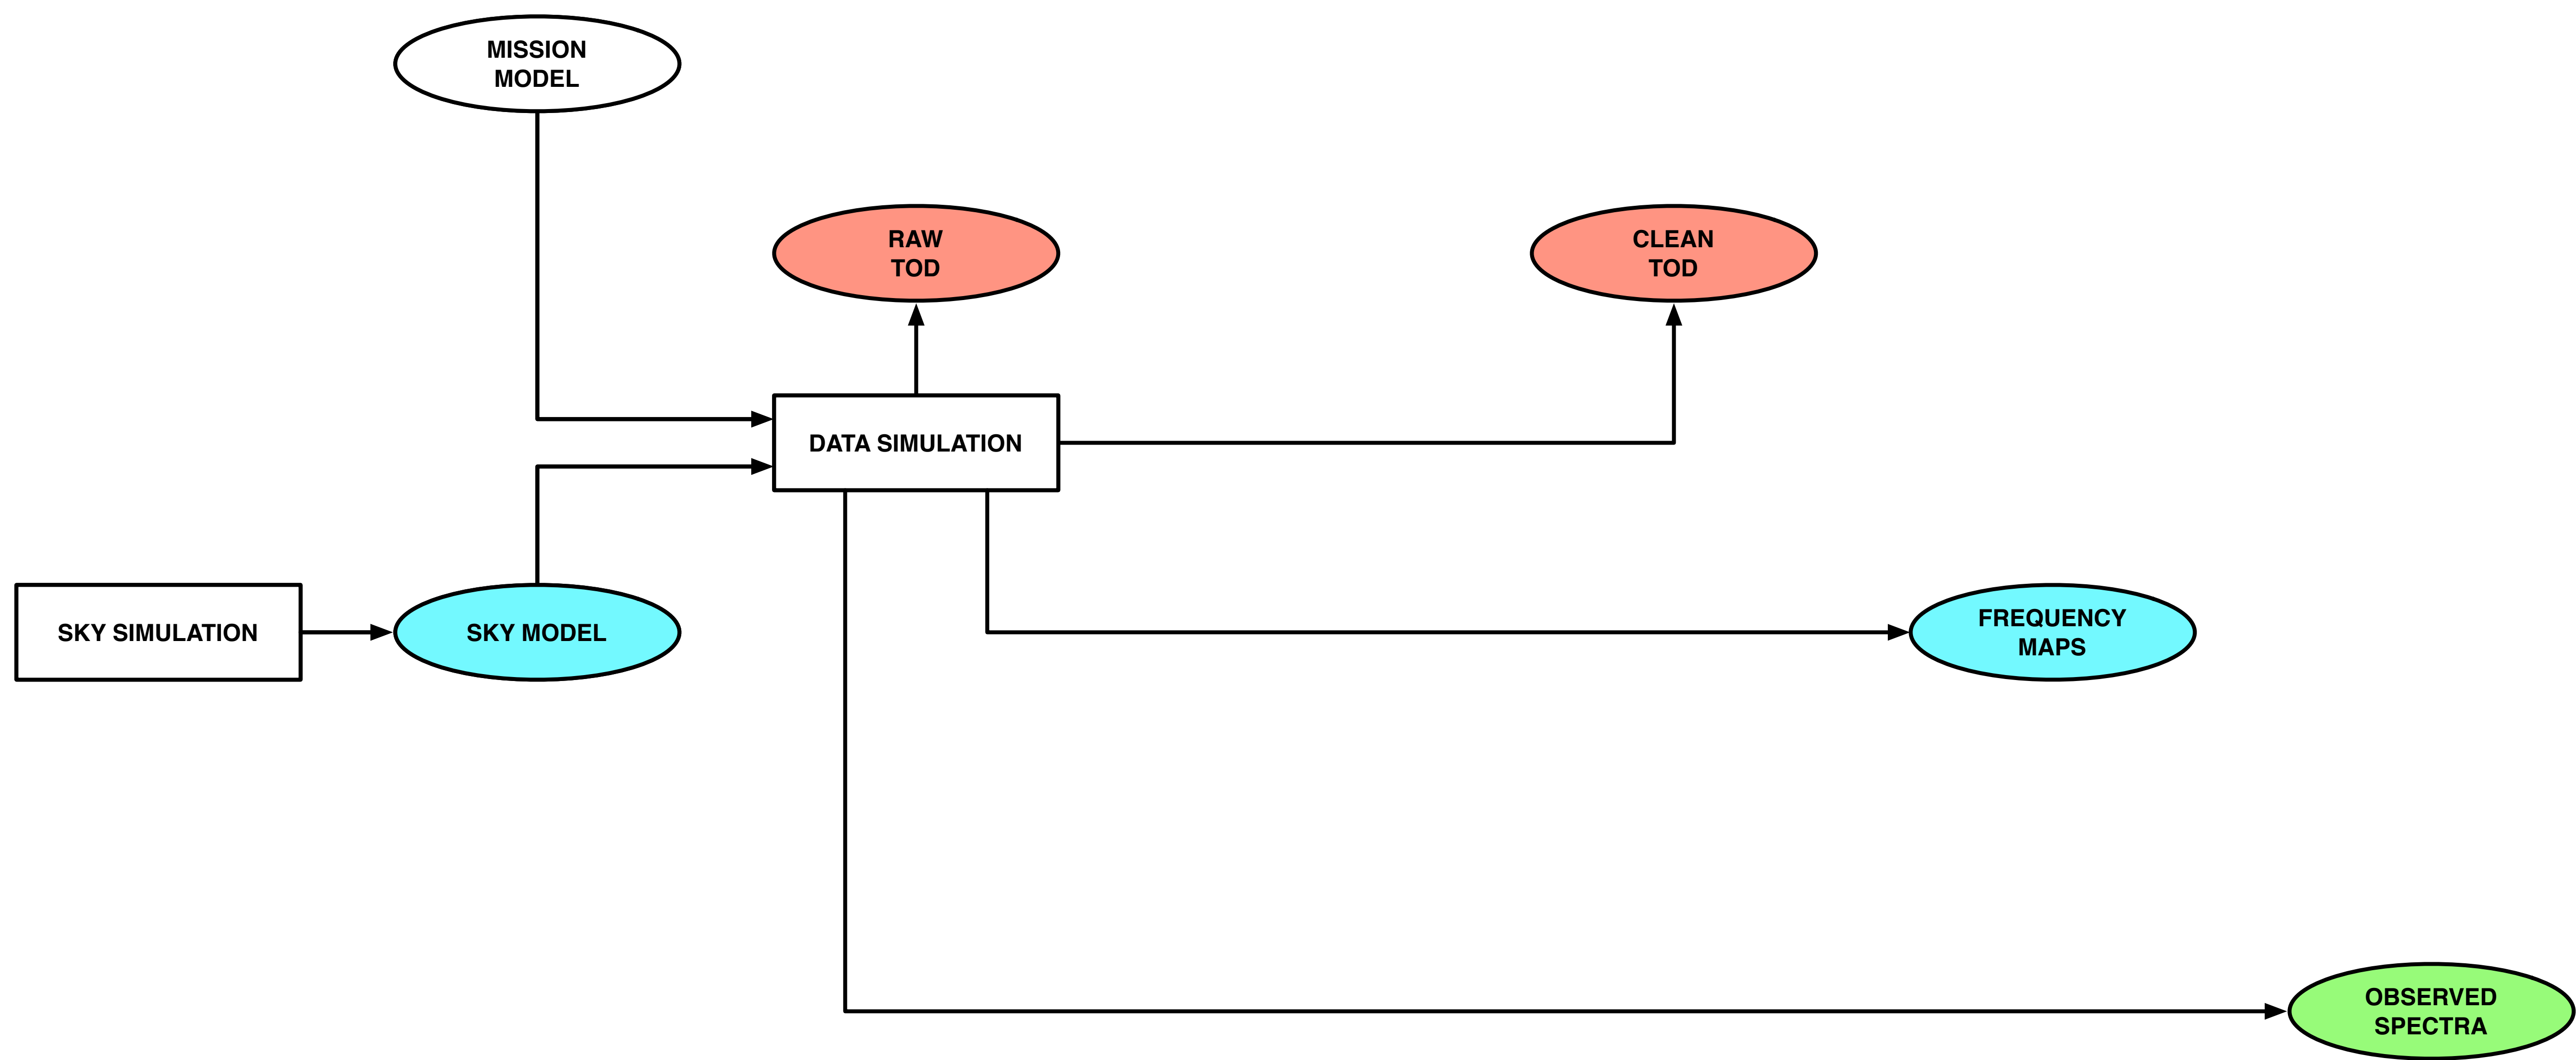 MISSION
MODEL
RAW
TOD
CLEAN
TOD
DATA SIMULATION
SKY SIMULATION
SKY MODEL
FREQUENCY
MAPS
OBSERVED
SPECTRA